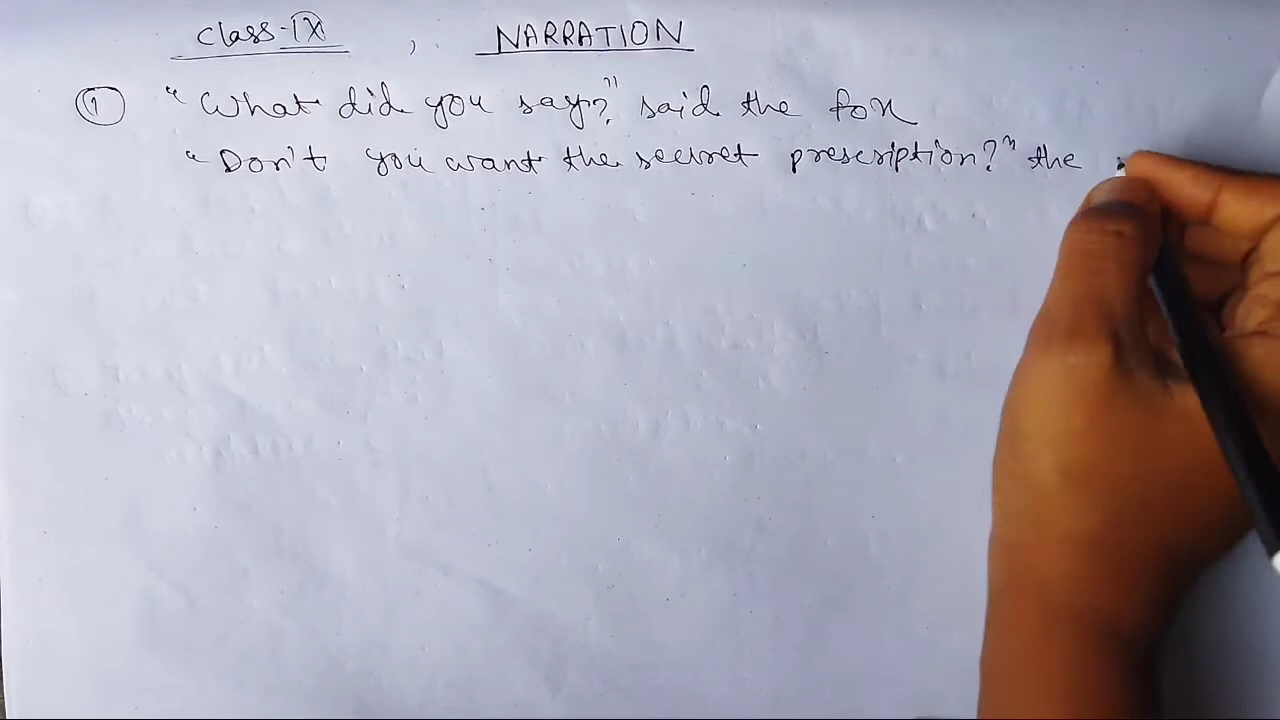 Class-IX , NARRATION
① "What did you say?" said the fox
"Don't you want the secret prescription?" the